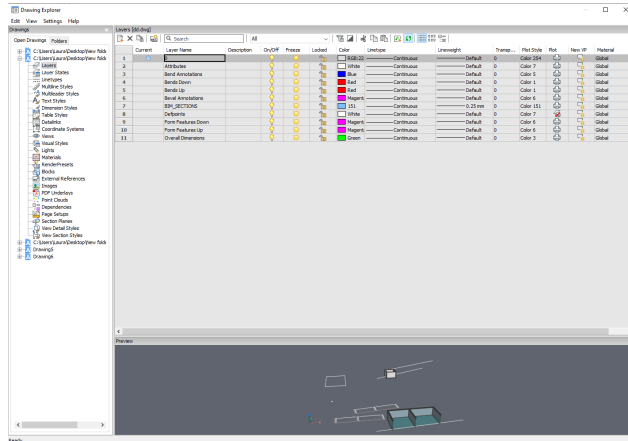 Drawing Explorer
Edit View Settings Help
Drawings
Layers [dd.dwg]
Open Drawings Folders
Search
All
C:\Users\Laura\Desktop\New folde
C:\Users\Laura\Desktop\New folde
Layers
Layer States
Linetypes
Multiline Styles
Multileader Styles
Text Styles
Dimension Styles
Table Styles
Datalinks
Coordinate Systems
Views
Visual Styles
Lights
Materials
RenderPresets
Blocks
External References
Images
PDF Underlays
Point Clouds
Dependencies
Page Setups
Section Planes
View Detail Styles
View Section Styles
C:\Users\Laura\Desktop\New folde
Drawing5
Drawing6
Current Layer Name Description On/Off Freeze Locked Color Linetype Lineweight Transp... Plot Style Plot New VP Material
1 0 RGB:22 Continuous Default 0 Color 254 Global
2 Attributes White Continuous Default 0 Color 7 Global
3 Bend Annotations Blue Continuous Default 0 Color 5 Global
4 Bends Down Red Continuous Default 0 Color 1 Global
5 Bends Up Red Continuous Default 0 Color 1 Global
6 Bevel Annotations Magent Continuous Default 0 Color 6 Global
7 BIM_SECTIONS 151 Continuous 0.25 mm 0 Color 151 Global
8 Defpoints White Continuous Default 0 Color 7 Global
9 Form Features Down Magent Continuous Default 0 Color 6 Global
10 Form Features Up Magent Continuous Default 0 Color 6 Global
11 Overall Dimensions Green Continuous Default 0 Color 3 Global
Preview
Ready